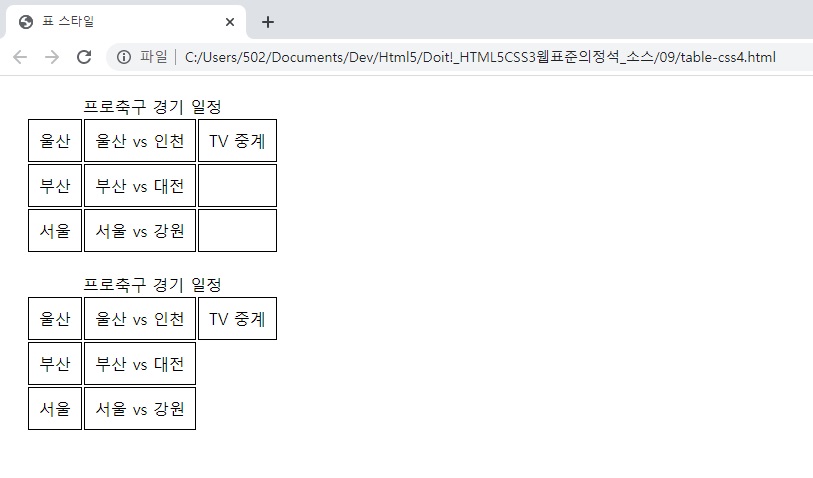 표 스타일
파일 C:/Users/502/Documents/Dev/Html5/Doit!_HTML5CSS3웹표준의정석_소스/09/table-css4.html
프로축구 경기 일정
울산 울산 vs 인천 TV 중계
부산 부산 vs 대전
서울 서울 vs 강원
프로축구 경기 일정
울산 울산 vs 인천 TV 중계
부산 부산 vs 대전
서울 서울 vs 강원